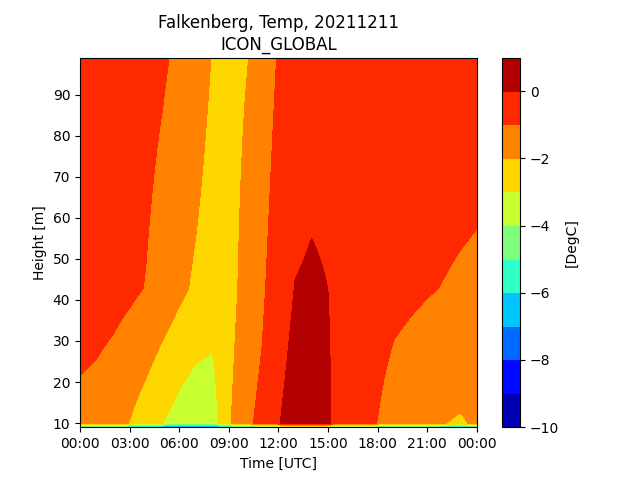 Falkenberg, Temp, 20211211
ICON_GLOBAL
90
80
70
60
50
40
30
20
10
Height [m]
00:00 03:00 06:00 09:00 12:00 15:00 18:00 21:00 00:00
Time [UTC]
0
−2
−4
−6
−8
−10
[DegC]